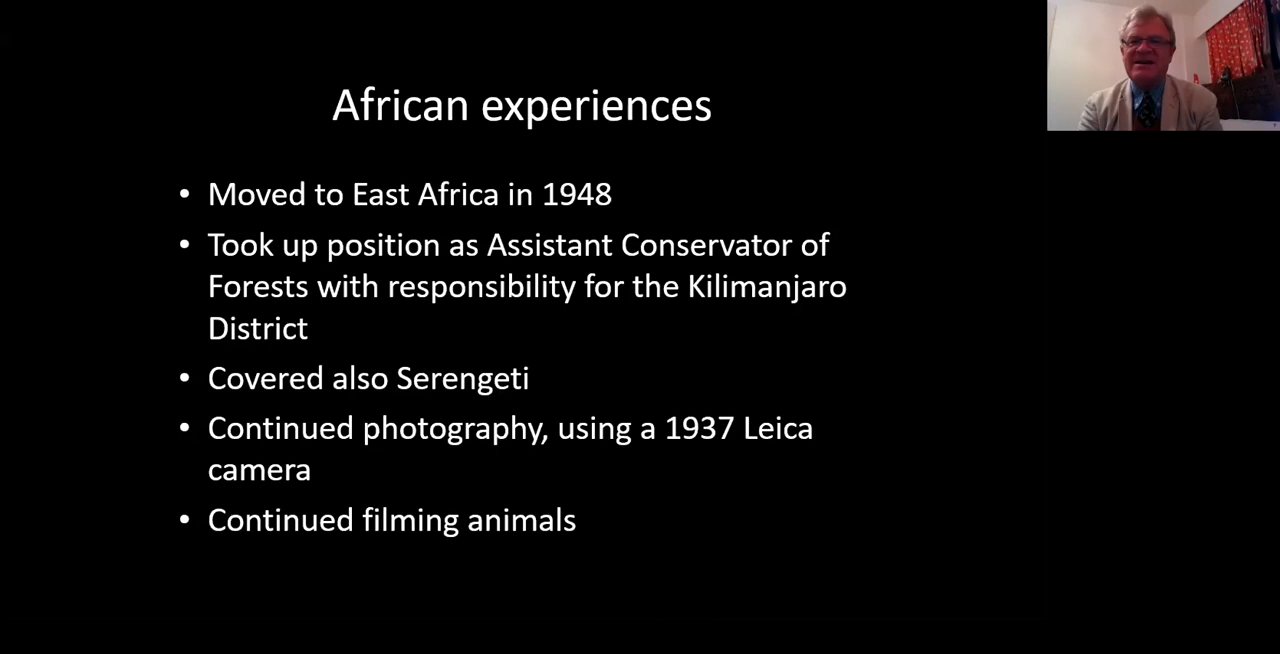 African experiences
• Moved to East Africa in 1948
• Took up position as Assistant Conservator of
Forests with responsibility for the Kilimanjaro
District
• Covered also Serengeti
• Continued photography, using a 1937 Leica
camera
• Continued filming animals